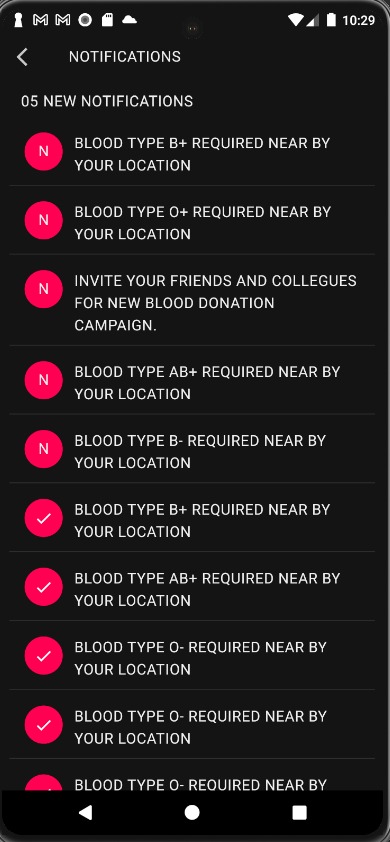 10:29
NOTIFICATIONS
05 NEW NOTIFICATIONS
N
BLOOD TYPE B+ REQUIRED NEAR BY
YOUR LOCATION
N
BLOOD TYPE O+ REQUIRED NEAR BY
YOUR LOCATION
N
INVITE YOUR FRIENDS AND COLLEGUES
FOR NEW BLOOD DONATION
CAMPAIGN.
N
BLOOD TYPE AB+ REQUIRED NEAR BY
YOUR LOCATION
N
BLOOD TYPE B- REQUIRED NEAR BY
YOUR LOCATION
BLOOD TYPE B+ REQUIRED NEAR BY
YOUR LOCATION
BLOOD TYPE AB+ REQUIRED NEAR BY
YOUR LOCATION
BLOOD TYPE O- REQUIRED NEAR BY
YOUR LOCATION
BLOOD TYPE O- REQUIRED NEAR BY
YOUR LOCATION
BLOOD TYPE O- REQUIRED NEAR BY